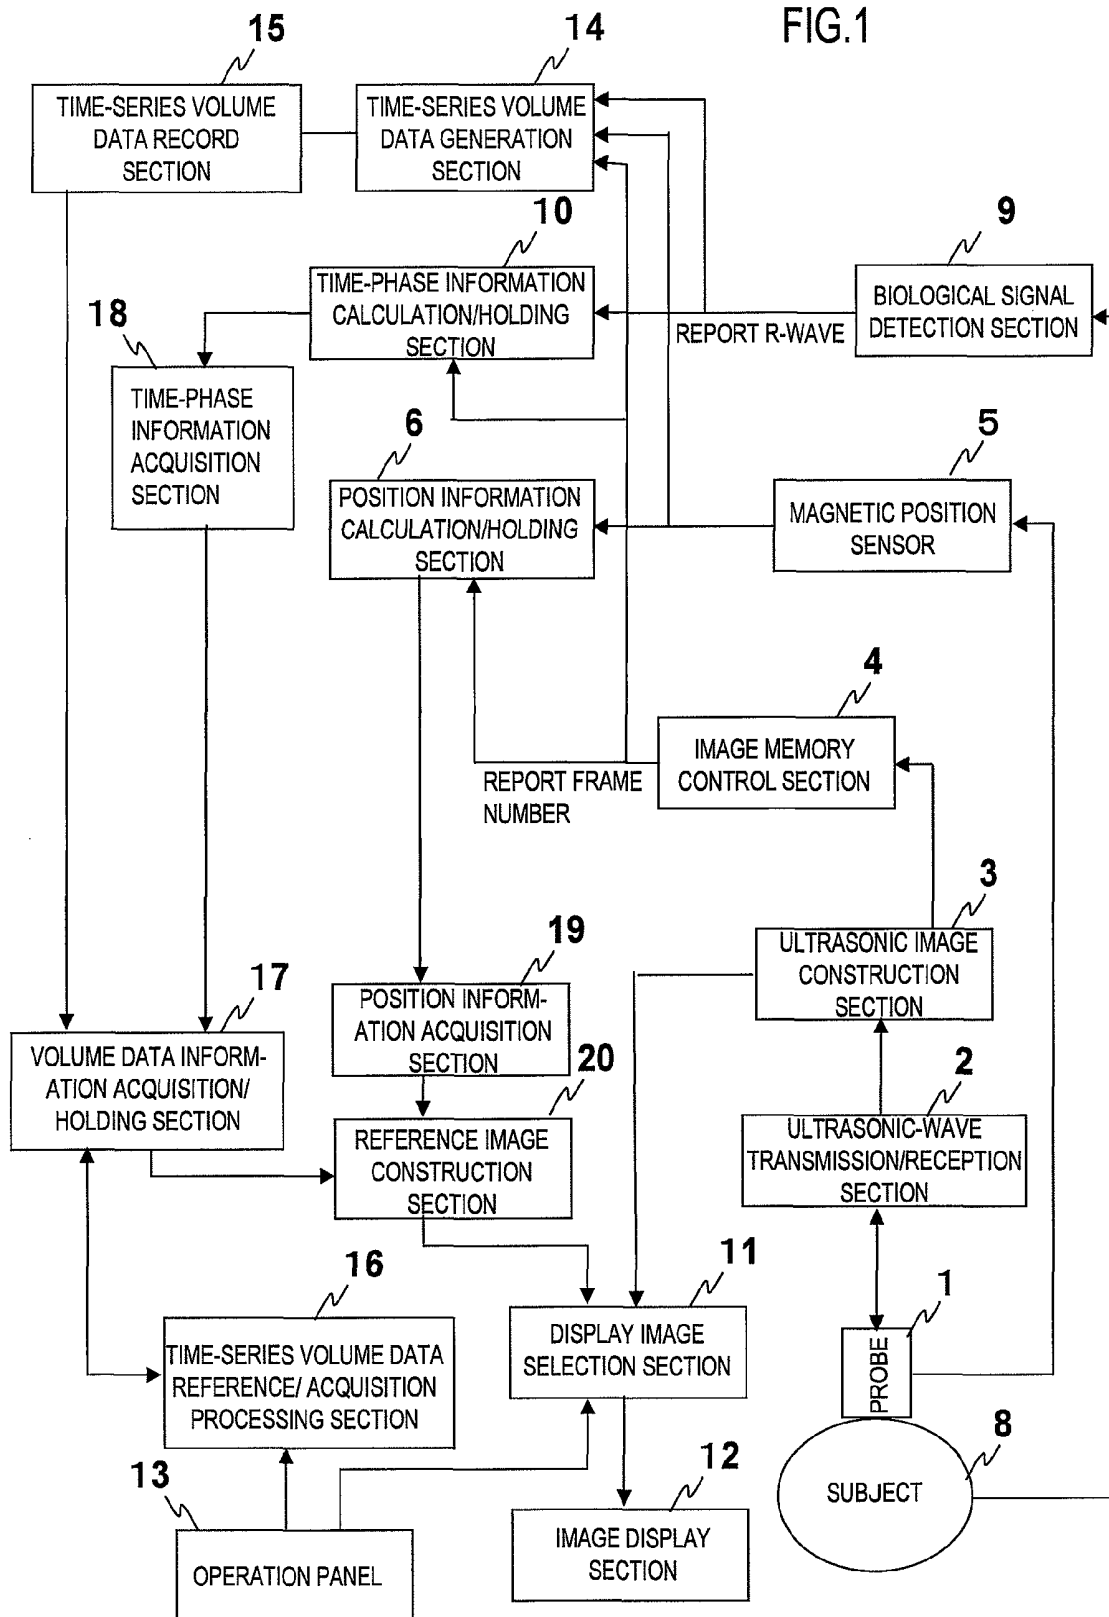 FIG.1
15
TIME-SERIES VOLUME
DATA RECORD
SECTION
14
TIME-SERIES VOLUME
DATA GENERATION
SECTION
10
TIME-PHASE INFORMATION
CALCULATION/HOLDING
SECTION
9
BIOLOGICAL SIGNAL
DETECTION SECTION
REPORT R-WAVE
18
TIME-PHASE
INFORMATION
ACQUISITION
SECTION
6
POSITION INFORMATION
CALCULATION/HOLDING
SECTION
5
MAGNETIC POSITION
SENSOR
4
IMAGE MEMORY
CONTROL SECTION
REPORT FRAME
NUMBER
3
ULTRASONIC IMAGE
CONSTRUCTION
SECTION
19
POSITION INFORM-
ATION ACQUISITION
SECTION
17
VOLUME DATA INFORM-
ATION ACQUISITION/
HOLDING SECTION
20
REFERENCE IMAGE
CONSTRUCTION
SECTION
2
ULTRASONIC-WAVE
TRANSMISSION/RECEPTION
SECTION
16
TIME-SERIES VOLUME DATA
REFERENCE/ ACQUISITION
PROCESSING SECTION
11
DISPLAY IMAGE
SELECTION SECTION
1
PROBE
8
SUBJECT
13
OPERATION PANEL
12
IMAGE DISPLAY
SECTION